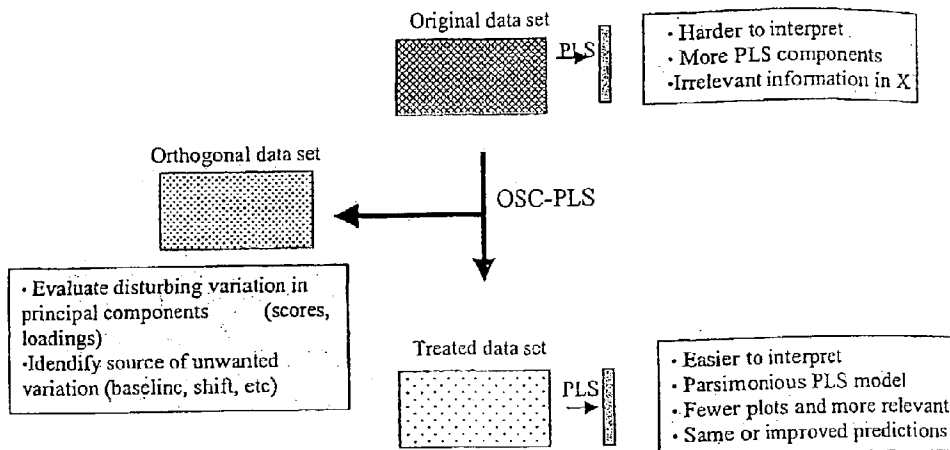 Original data set
PLS
· Harder to interpret
· More PLS components
·Irrelevant information in X
Orthogonal data set
OSC-PLS
· Evaluate disturbing variation in
principal components (scores,
loadings)
·Idendify source of unwanted
variation (baseline, shift, etc)
Treated data set
PLS
· Easier to interpret
· Parsimonious PLS model
· Fewer plots and more relevant
· Same or improved predictions